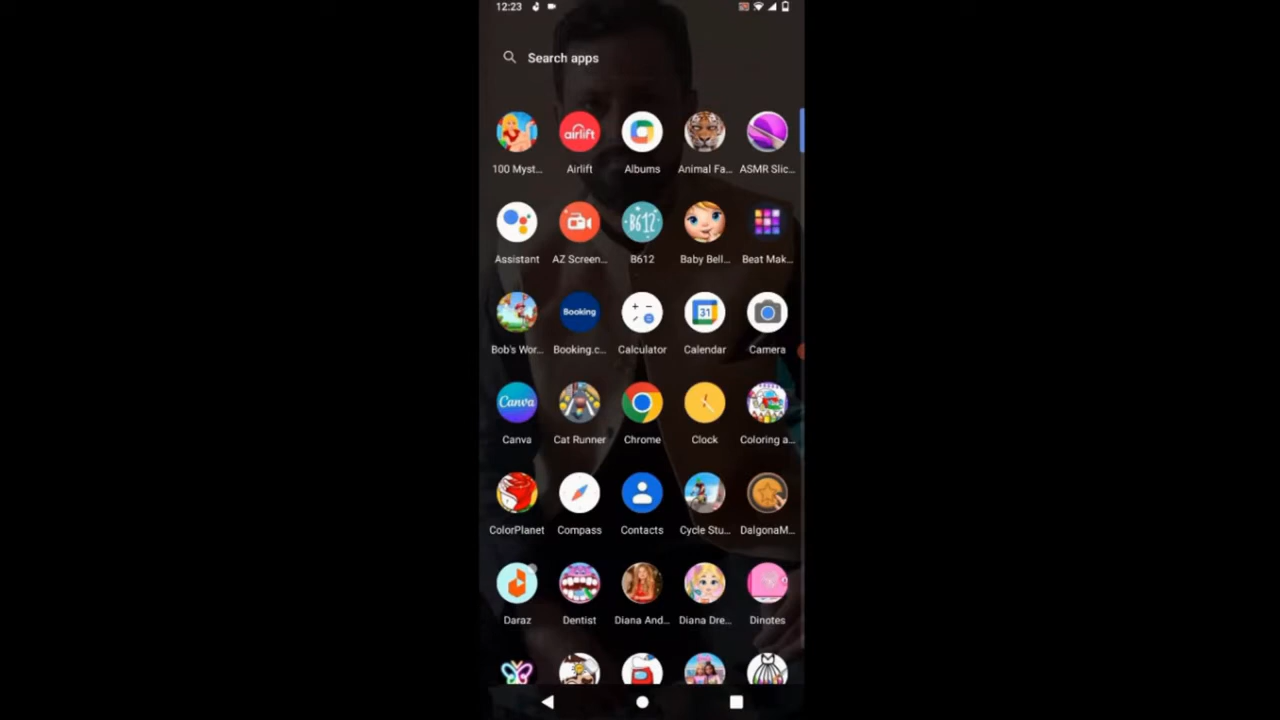 12:23
Search apps
airlift
100 Myst... Airlift Albums Animal Fa... ASMR Slic...
B612
Assistant AZ Screen... B612 Baby Bell... Beat Mak...
Booking 31
Bob's Wor... Booking.c... Calculator Calendar Camera
Canva
Canva Cat Runner Chrome Clock Coloring a...
ColorPlanet Compass Contacts Cycle Stu... DalgonaM...
Daraz Dentist Diana And... Diana Dre... Dinotes